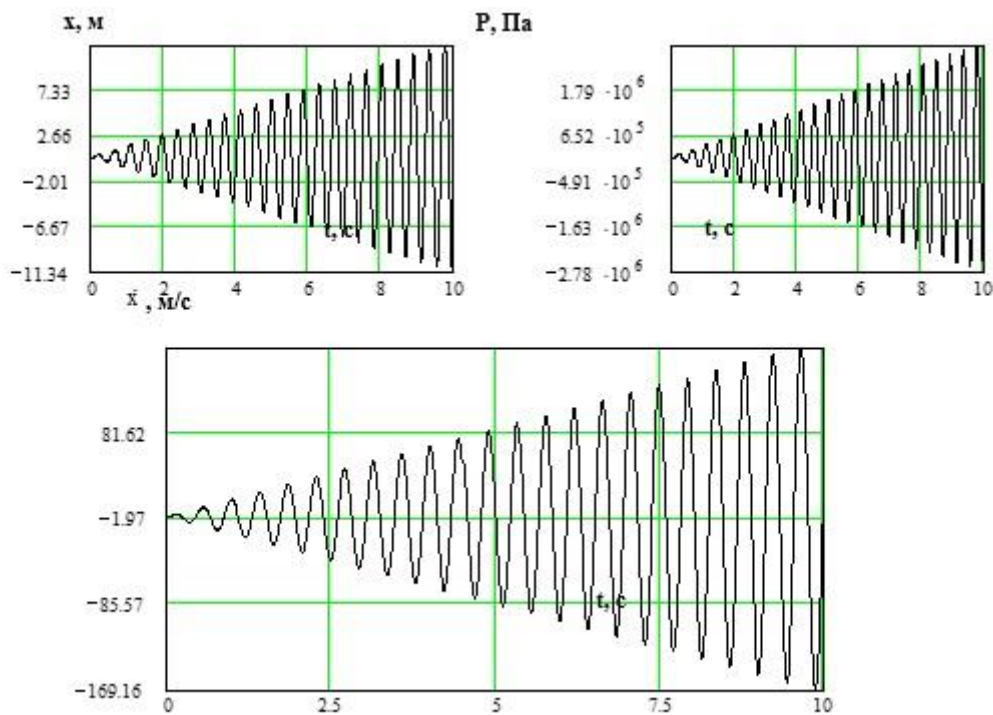 x, м
P, Па
7.33
2.66
−2.01
−6.67
−11.34
t, с
0 2 4 6 8 10
1.79 ·10⁶
6.52 ·10⁵
−4.91 ·10⁵
−1.63 ·10⁶
−2.78 ·10⁶
t, с
0 2 4 6 8 10
ẋ , м/с
81.62
−1.97
−85.57
−169.16
t, с
0 2.5 5 7.5 10